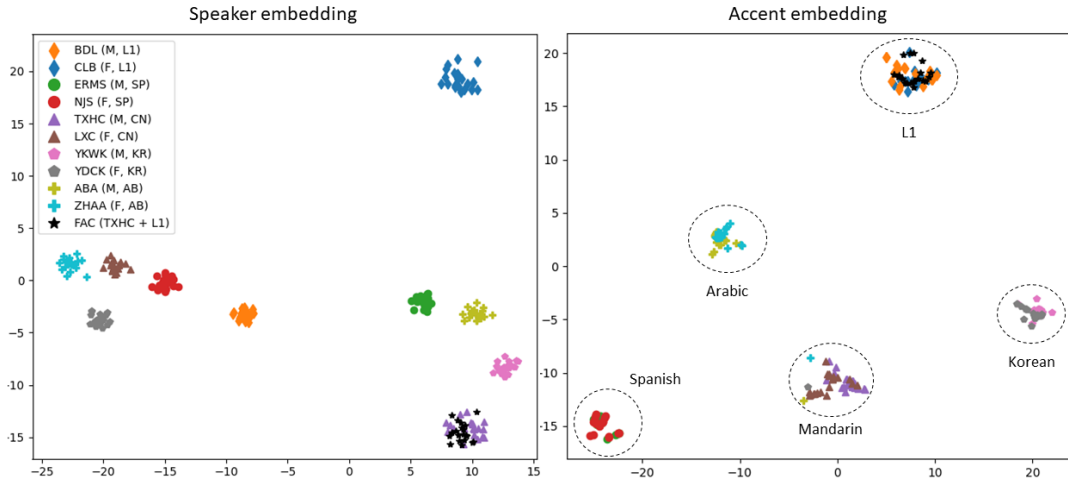 Speaker embedding
BDL (M, L1)
CLB (F, L1)
ERMS (M, SP)
NJS (F, SP)
TXHC (M, CN)
LXC (F, CN)
YKWK (M, KR)
YDCK (F, KR)
ABA (M, AB)
ZHAA (F, AB)
FAC (TXHC + L1)
20
15
10
5
0
−5
−10
−15
−25
−20
−15
−10
−5
0
5
10
15
Accent embedding
L1
Arabic
Korean
Spanish
Mandarin
20
15
10
5
0
−5
−10
−15
−20
−10
0
10
20